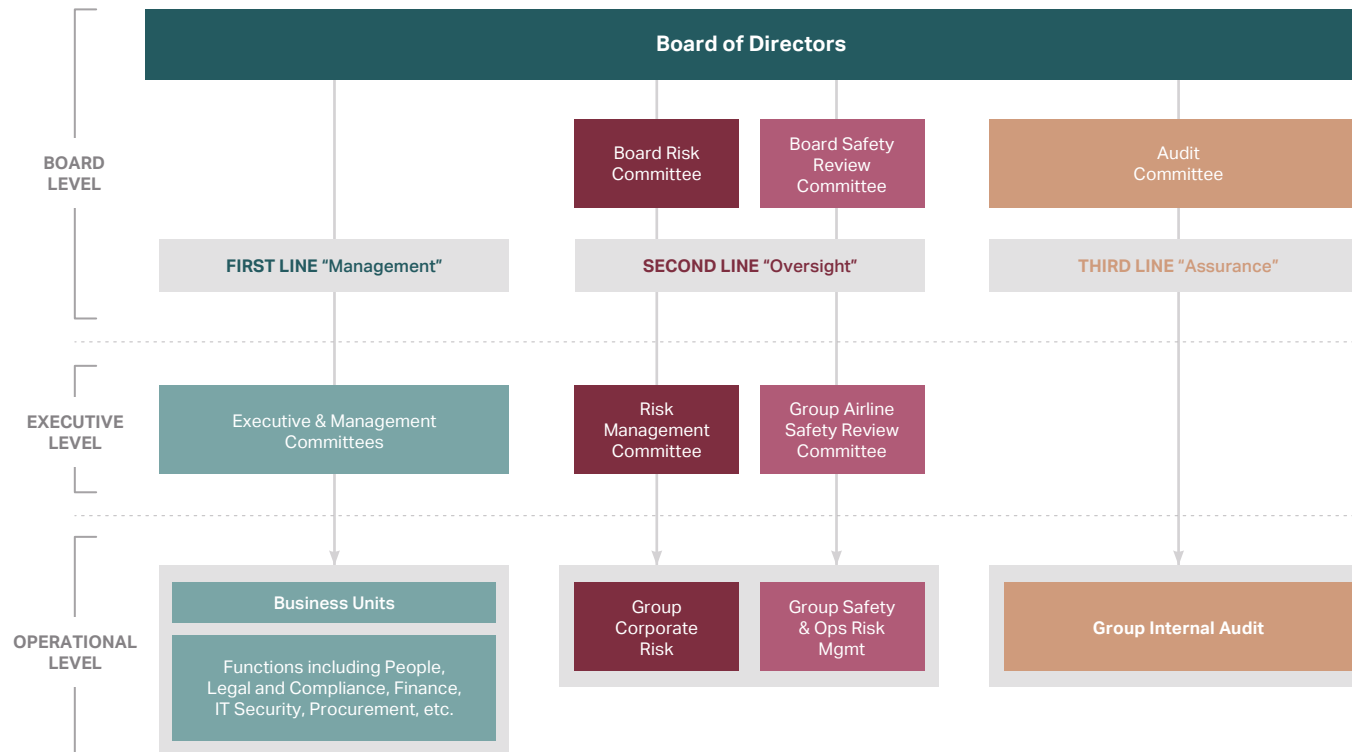 Board of Directors
BOARD
LEVEL
Board Risk
Committee
Board Safety
Review
Committee
Audit
Committee
FIRST LINE “Management”
SECOND LINE “Oversight”
THIRD LINE “Assurance”
EXECUTIVE
LEVEL
Executive & Management
Committees
Risk
Management
Committee
Group Airline
Safety Review
Committee
OPERATIONAL
LEVEL
Business Units
Functions including People,
Legal and Compliance, Finance,
IT Security, Procurement, etc.
Group
Corporate
Risk
Group Safety
& Ops Risk
Mgmt
Group Internal Audit